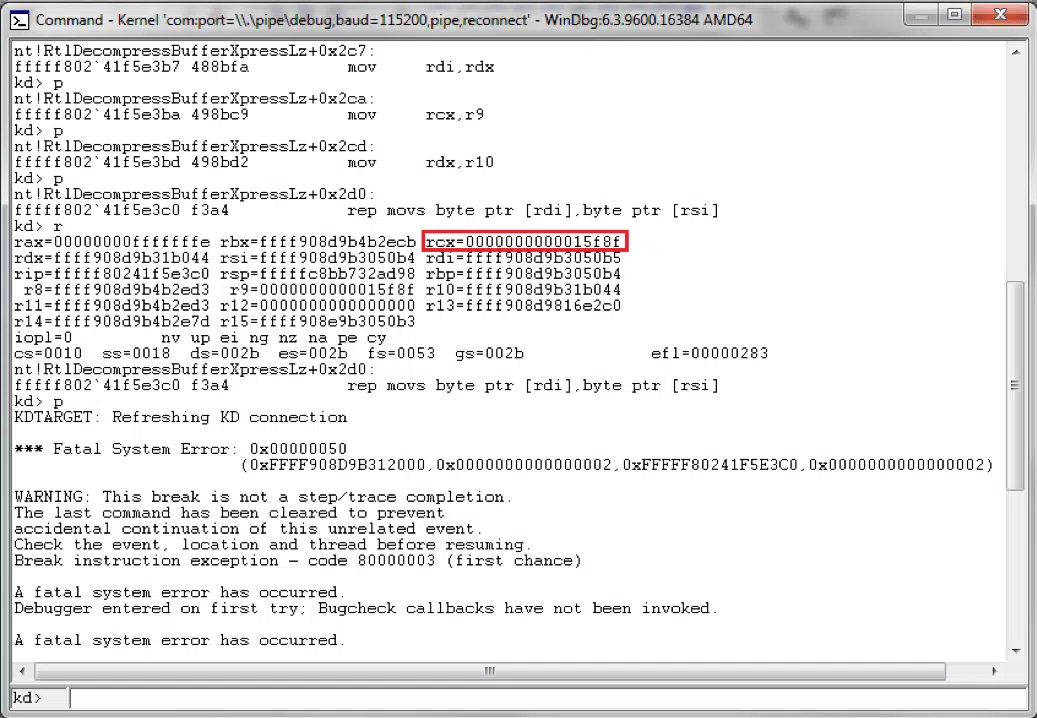 Command - Kernel 'com:port=\\.\pipe\debug,baud=115200,pipe,reconnect' - WinDbg:6.3.9600.16384 AMD64
nt!RtlDecompressBufferXpressLz+0x2c7:
fffff802`41f5e3b7 488bfa          mov     rdi,rdx
kd> p
nt!RtlDecompressBufferXpressLz+0x2ca:
fffff802`41f5e3ba 498bc9          mov     rcx,r9
kd> p
nt!RtlDecompressBufferXpressLz+0x2cd:
fffff802`41f5e3bd 498bd2          mov     rdx,r10
kd> p
nt!RtlDecompressBufferXpressLz+0x2d0:
fffff802`41f5e3c0 f3a4            rep movs byte ptr [rdi],byte ptr [rsi]
kd> r
rax=00000000fffffffe rbx=ffff908d9b4b2ecb rcx=0000000000015f8f
rdx=ffff908d9b31b044 rsi=ffff908d9b3050b4 rdi=ffff908d9b3050b5
rip=fffff80241f5e3c0 rsp=fffffc8bb732ad98 rbp=ffff908d9b3050b4
 r8=ffff908d9b4b2ed3  r9=0000000000015f8f r10=ffff908d9b31b044
r11=ffff908d9b4b2ed3 r12=0000000000000000 r13=ffff908d9816e2c0
r14=ffff908d9b4b2e7d r15=ffff908e9b3050b3
iopl=0         nv up ei ng nz na pe cy
cs=0010  ss=0018  ds=002b  es=002b  fs=0053  gs=002b             efl=00000283
nt!RtlDecompressBufferXpressLz+0x2d0:
fffff802`41f5e3c0 f3a4            rep movs byte ptr [rdi],byte ptr [rsi]
kd> p
KDTARGET: Refreshing KD connection
*** Fatal System Error: 0x00000050
(0xFFFF908D9B312000,0x0000000000000002,0xFFFFF80241F5E3C0,0x0000000000000002)
WARNING: This break is not a step/trace completion.
The last command has been cleared to prevent
accidental continuation of this unrelated event.
Check the event, location and thread before resuming.
Break instruction exception - code 80000003 (first chance)
A fatal system error has occurred.
Debugger entered on first try; Bugcheck callbacks have not been invoked.
A fatal system error has occurred.
kd>